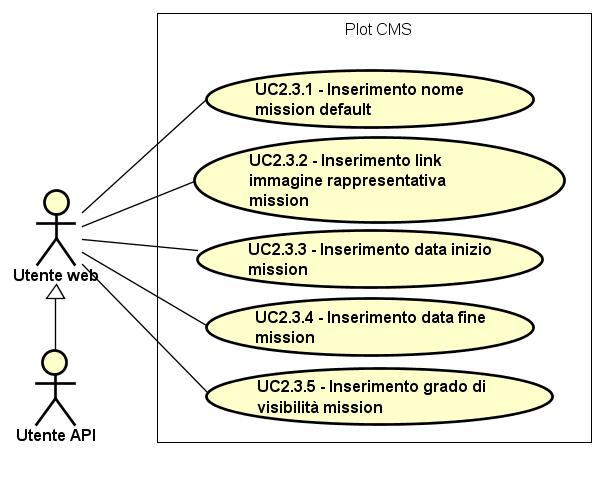 Plot CMS
UC2.3.1 - Inserimento nome
mission default
UC2.3.2 - Inserimento link
immagine rappresentativa
mission
Utente web
UC2.3.3 - Inserimento data inizio
mission
UC2.3.4 - Inserimento data fine
mission
UC2.3.5 - Inserimento grado di
visibilità mission
Utente API